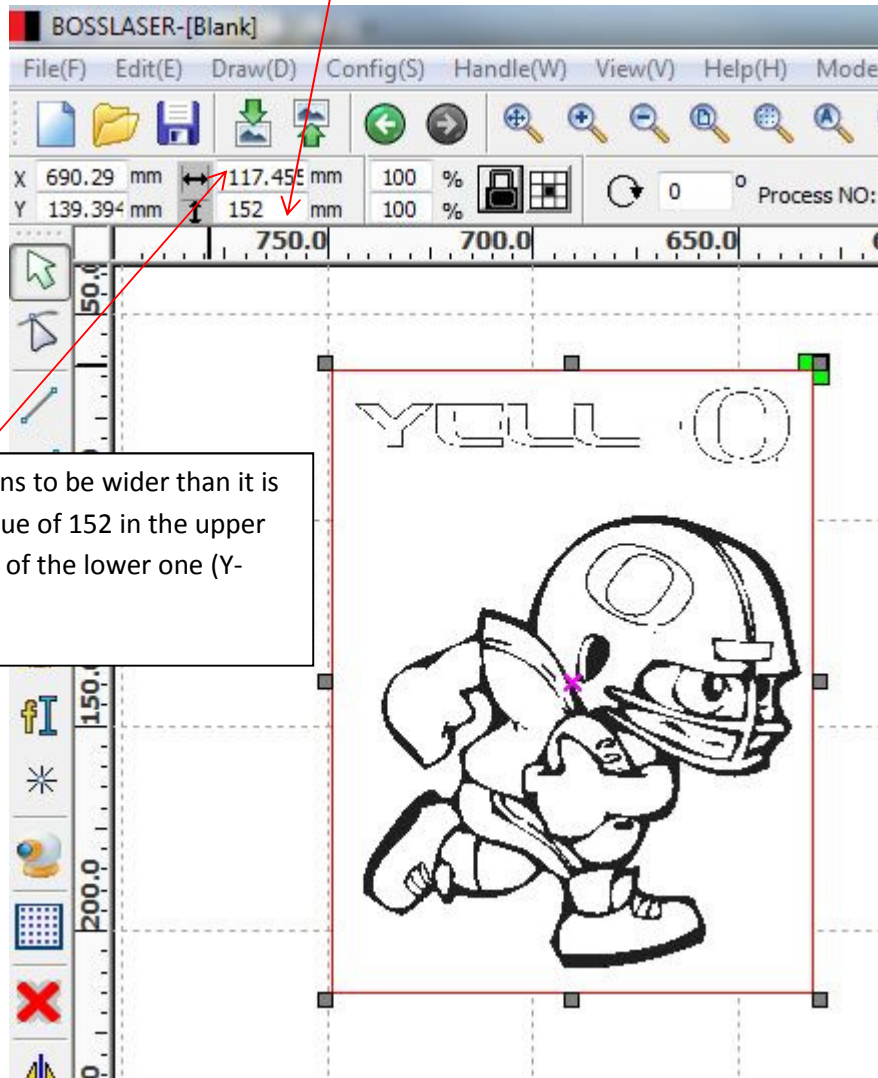 BOSSLASER-[Blank]
File(F) Edit(E) Draw(D) Config(S) Handle(W) View(V) Help(H) Mode
X 690.29 mm 117.455 mm 100 % 0 ° Process NO:
Y 139.394 mm 152 mm 100 %
750.0 700.0 650.0
50.0
ns to be wider than it is
ue of 152 in the upper
of the lower one (Y-
150.0
200.0
YELL O
O